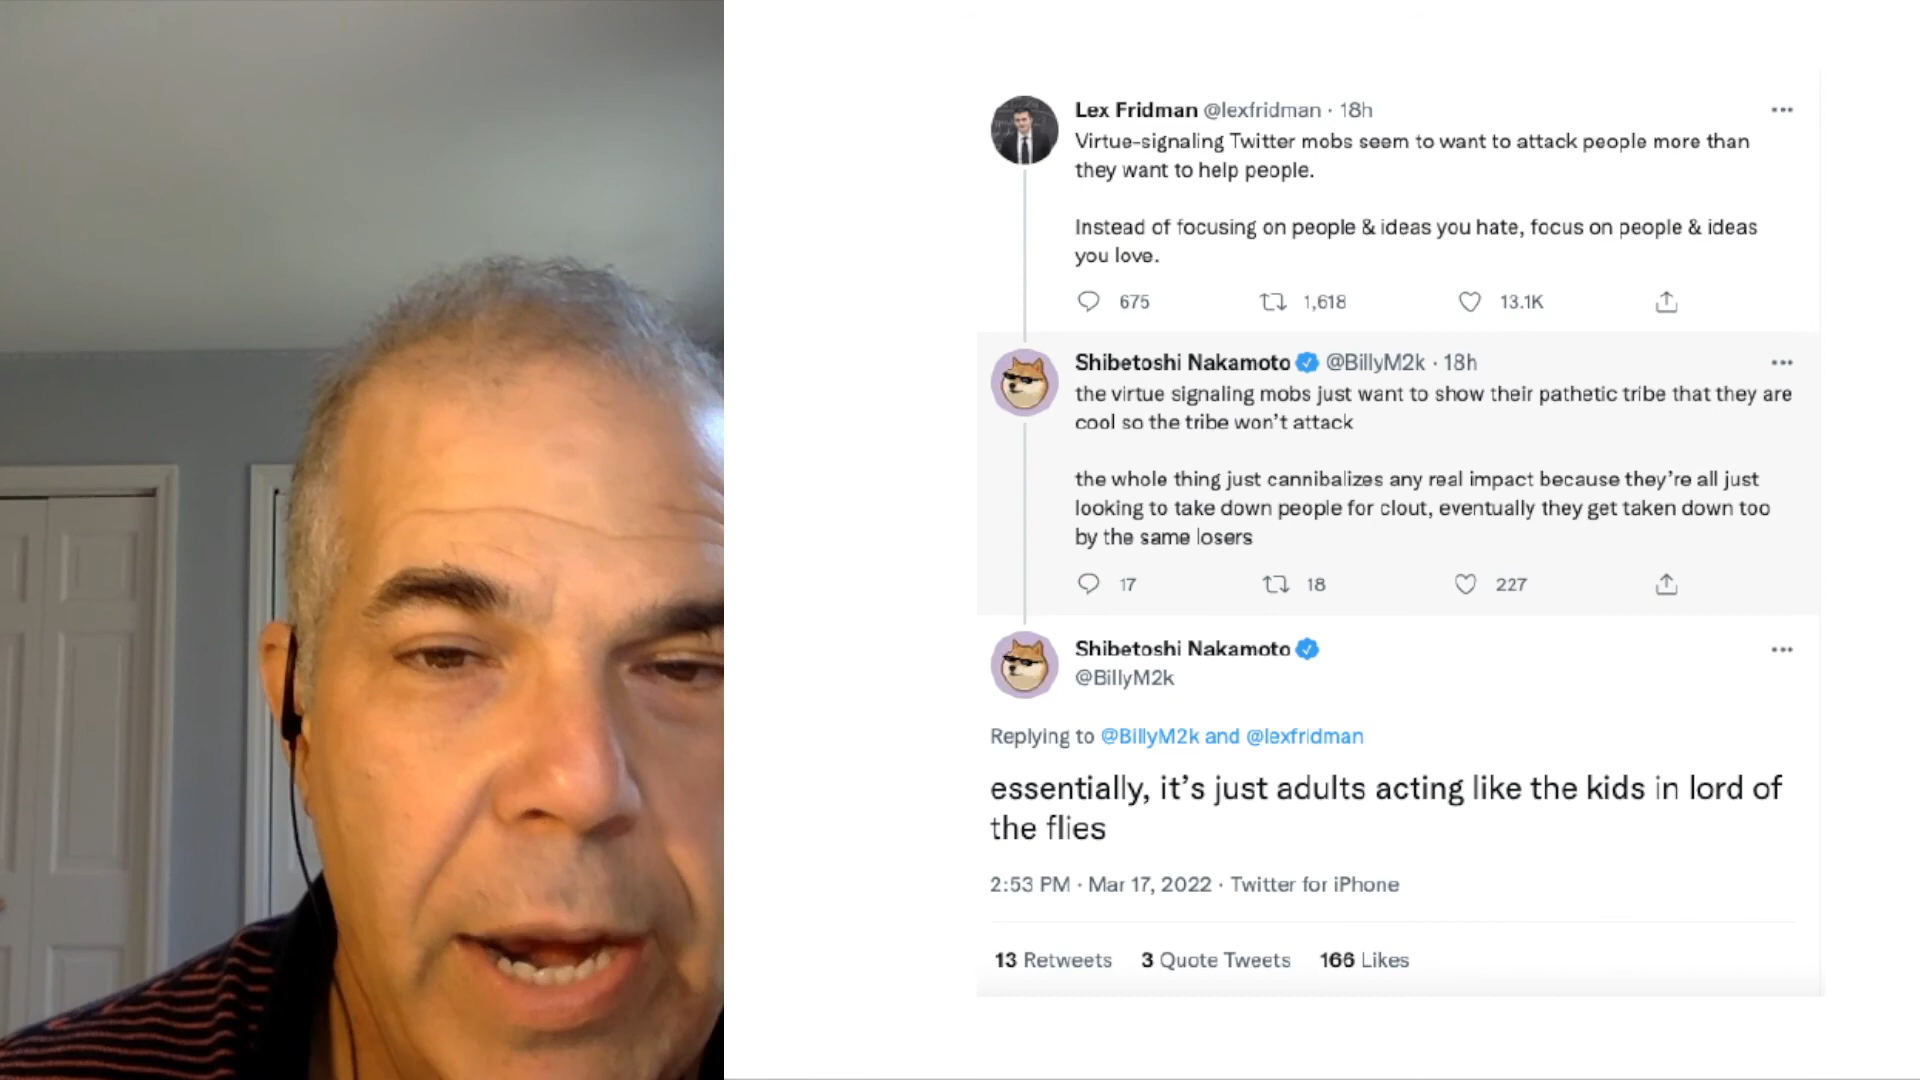 Lex Fridman @lexfridman · 18h
Virtue-signaling Twitter mobs seem to want to attack people more than
they want to help people.
Instead of focusing on people & ideas you hate, focus on people & ideas
you love.
675 1,618 13.1K
Shibetoshi Nakamoto @BillyM2k · 18h
the virtue signaling mobs just want to show their pathetic tribe that they are
cool so the tribe won't attack
the whole thing just cannibalizes any real impact because they're all just
looking to take down people for clout, eventually they get taken down too
by the same losers
17 18 227
Shibetoshi Nakamoto
@BillyM2k
Replying to @BillyM2k and @lexfridman
essentially, it's just adults acting like the kids in lord of
the flies
2:53 PM · Mar 17, 2022 · Twitter for iPhone
13 Retweets 3 Quote Tweets 166 Likes